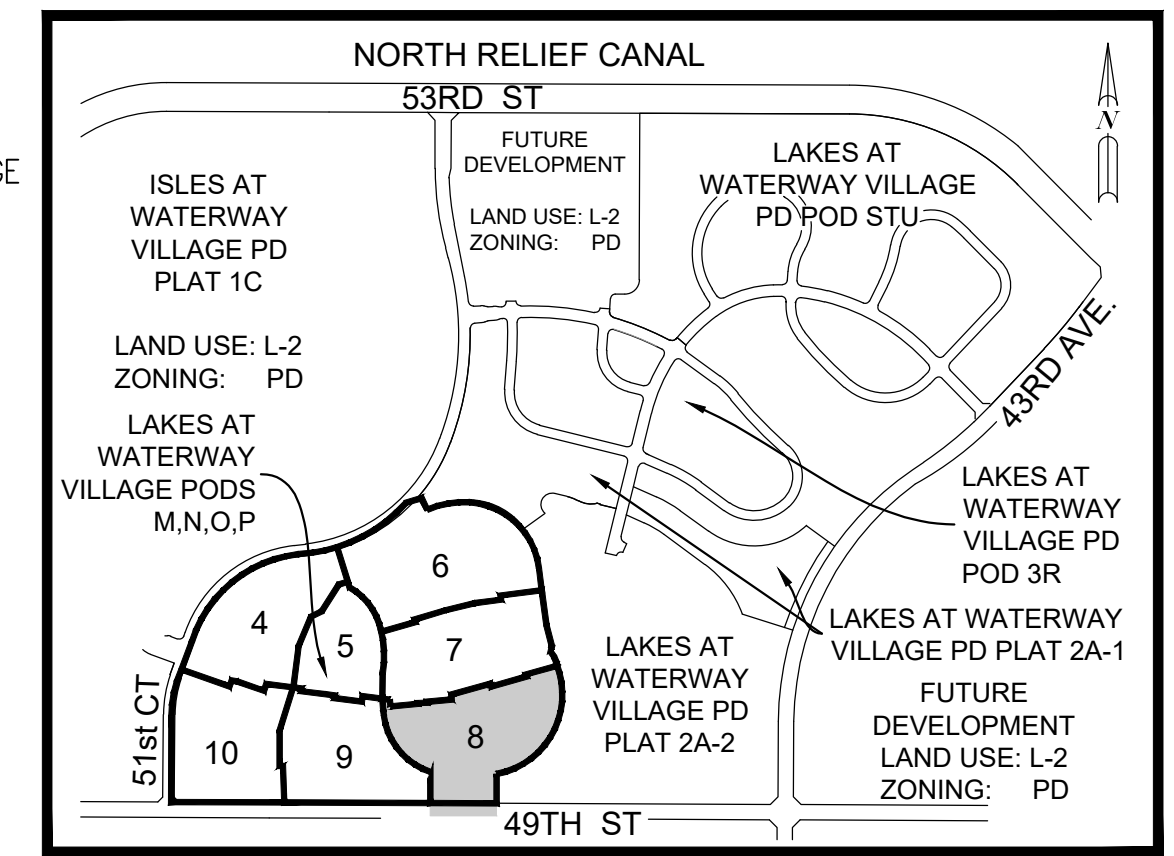 NORTH RELIEF CANAL
53RD ST
N
GE
FUTURE
DEVELOPMENT
LAND USE: L-2
ZONING: PD
LAKES AT
WATERWAY VILLAGE
PD POD STU
ISLES AT
WATERWAY
VILLAGE PD
PLAT 1C
LAND USE: L-2
ZONING: PD
LAKES AT
WATERWAY
VILLAGE PODS
M,N,O,P
43RD AVE.
LAKES AT
WATERWAY
VILLAGE PD
POD 3R
LAKES AT WATERWAY
VILLAGE PD PLAT 2A-1
LAKES AT
WATERWAY
VILLAGE PD
PLAT 2A-2
FUTURE
DEVELOPMENT
LAND USE: L-2
ZONING: PD
6
4
5
7
8
10
9
51st CT
49TH ST